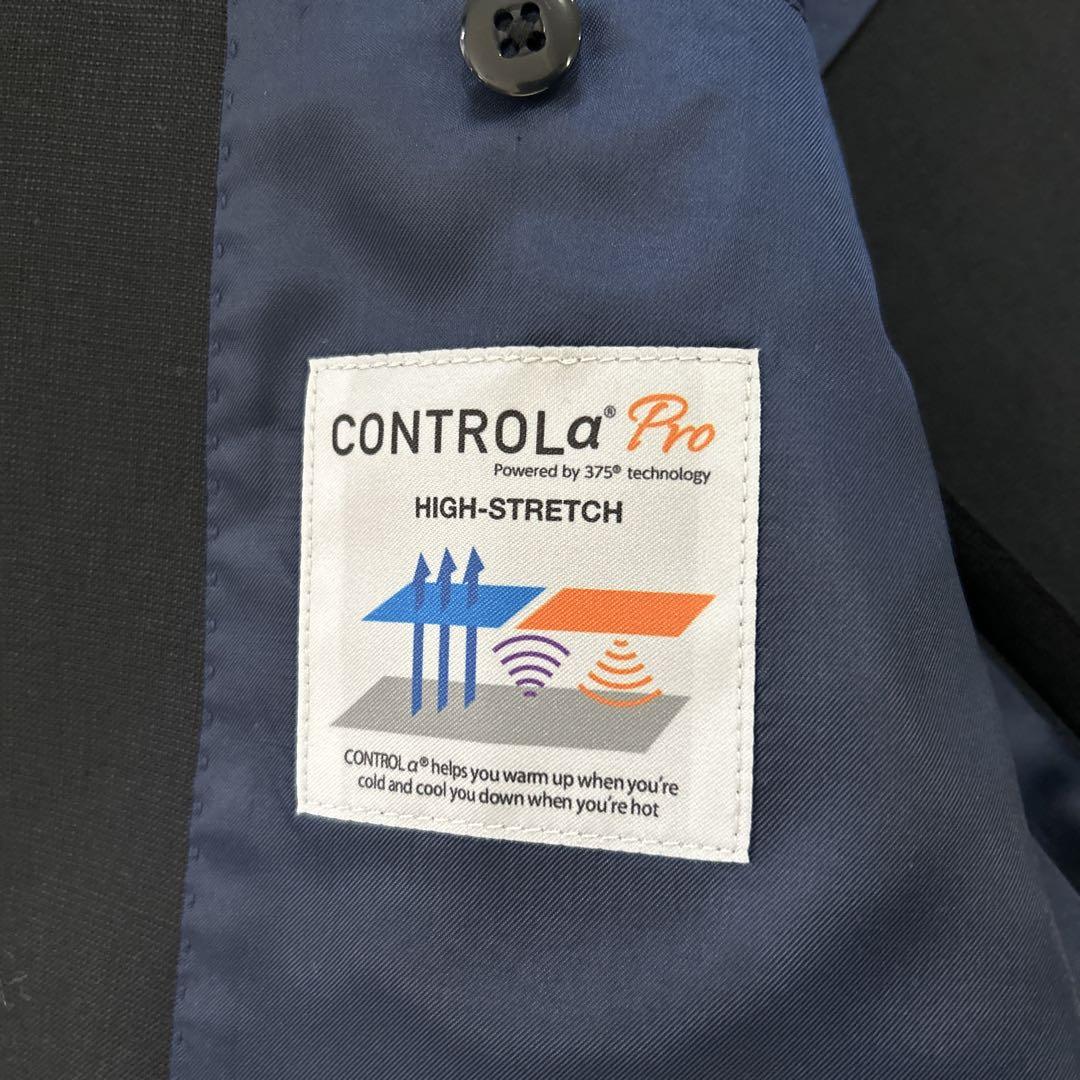 CONTROLα® Pro
Powered by 375® technology
HIGH-STRETCH
CONTROL α® helps you warm up when you're
cold and cool you down when you're hot